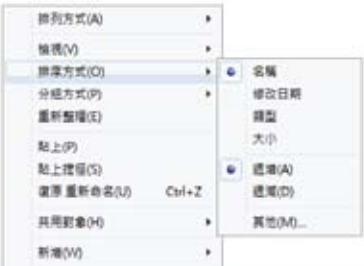 排列方式(A)
檢視(V)
排序方式(O)
分組方式(P)
重新整理(E)
貼上(P)
貼上捷徑(S)
復原 重新命名(U) Ctrl+Z
共用對象(H)
新增(W)
名稱
修改日期
類型
大小
遞增(A)
遞減(D)
其他(M)...